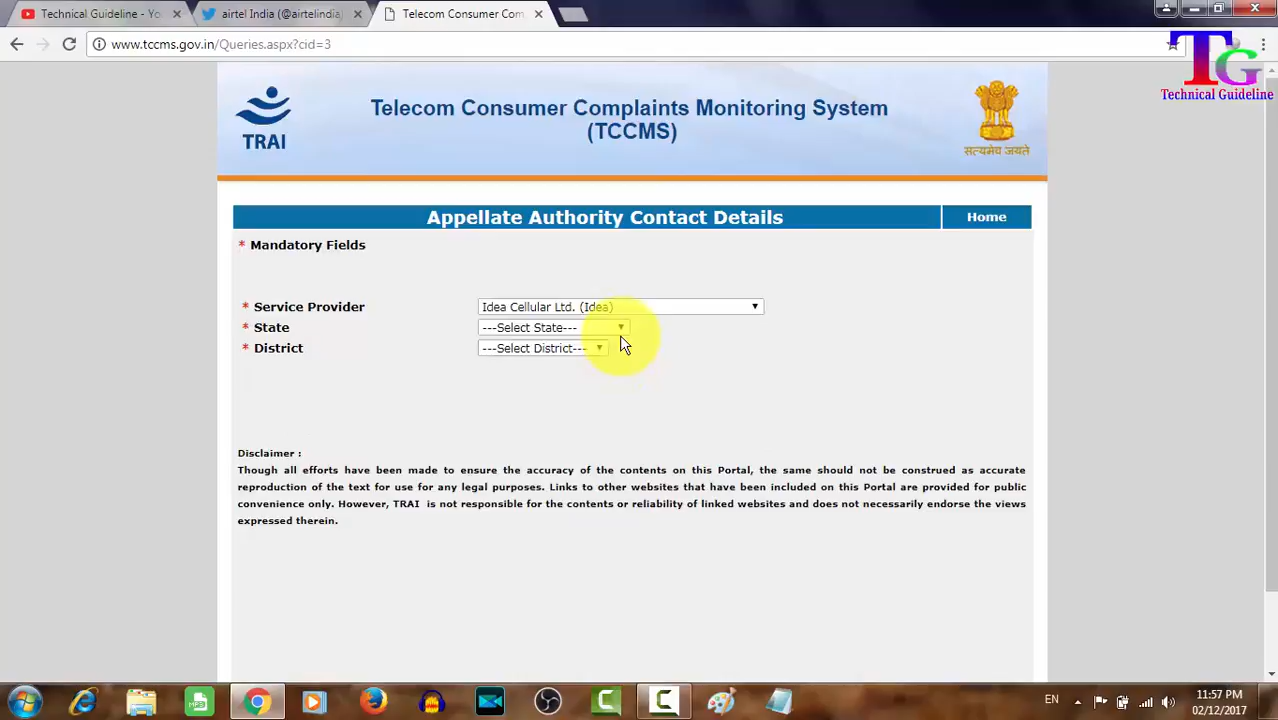 Technical Guideline - Yo
airtel India (@airtelindia)
Telecom Consumer Com
www.tccms.gov.in/Queries.aspx?cid=3
TG
Technical Guideline
TRAI
Telecom Consumer Complaints Monitoring System
(TCCMS)
सत्यमेव जयते
Appellate Authority Contact Details
Home
* Mandatory Fields
* Service Provider
Idea Cellular Ltd. (Idea)
* State
---Select State---
* District
---Select District---
Disclaimer :
Though all efforts have been made to ensure the accuracy of the contents on this Portal, the same should not be construed as accurate
reproduction of the text for use for any legal purposes. Links to other websites that have been included on this Portal are provided for public
convenience only. However, TRAI is not responsible for the contents or reliability of linked websites and does not necessarily endorse the views
expressed therein.
MP3
EN
11:57 PM
02/12/2017